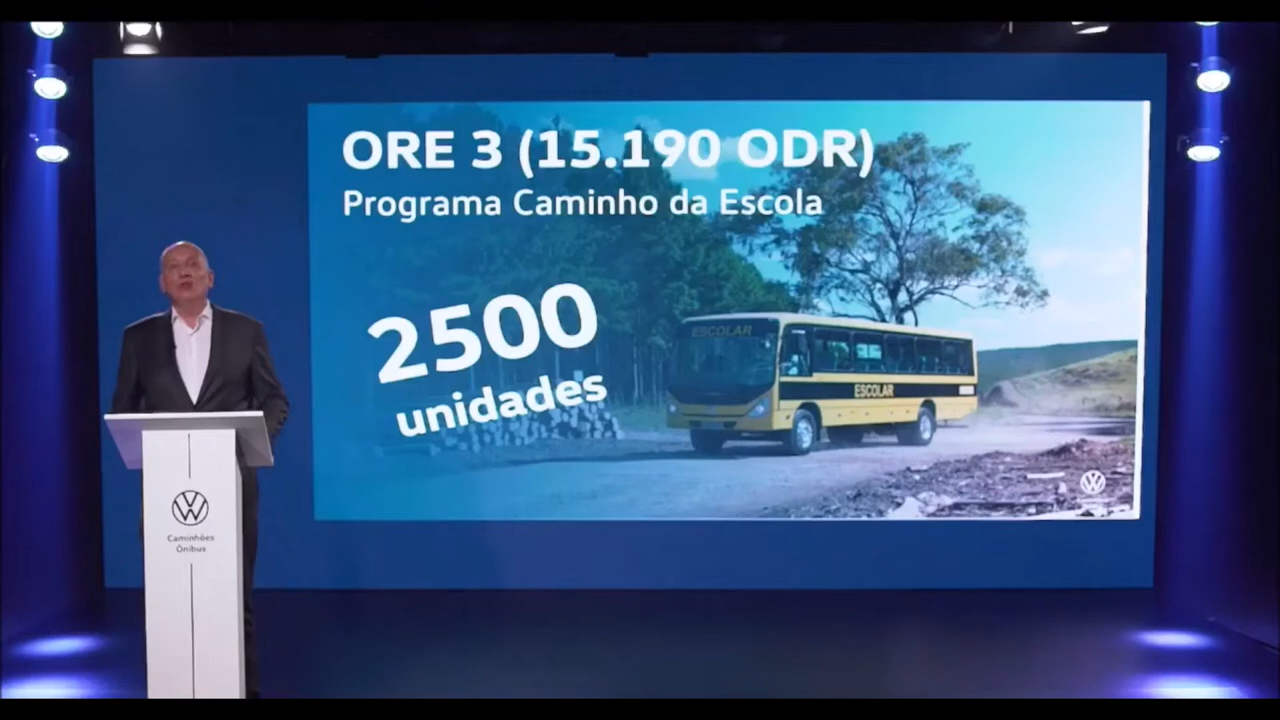 ORE 3 (15.190 ODR)
Programa Caminho da Escola
2500
unidades
ESCOLAR
ESCOLAR
Caminhões
Ônibus